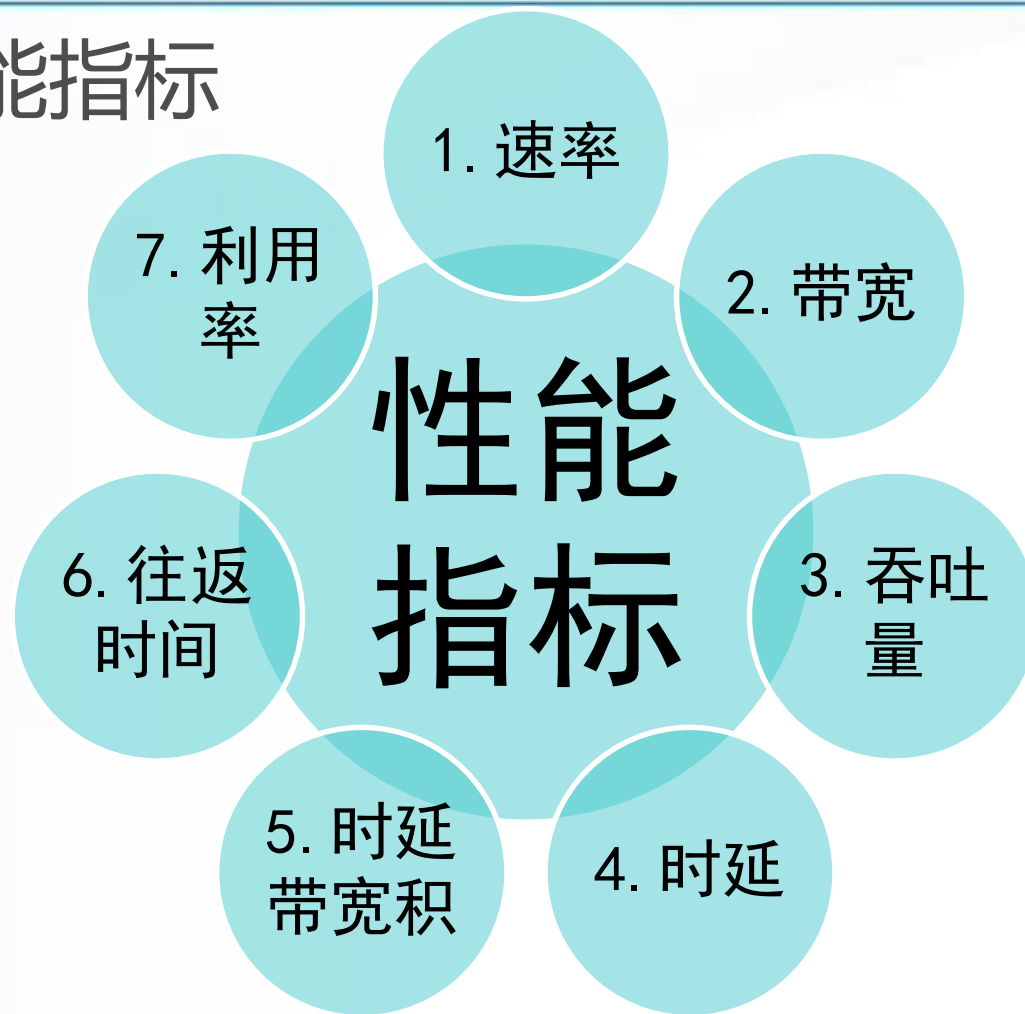 能指标
1.速率
2.带宽
3.吞吐
量
4.时延
5.时延
带宽积
6.往返
时间
7.利用
率
性能
指标